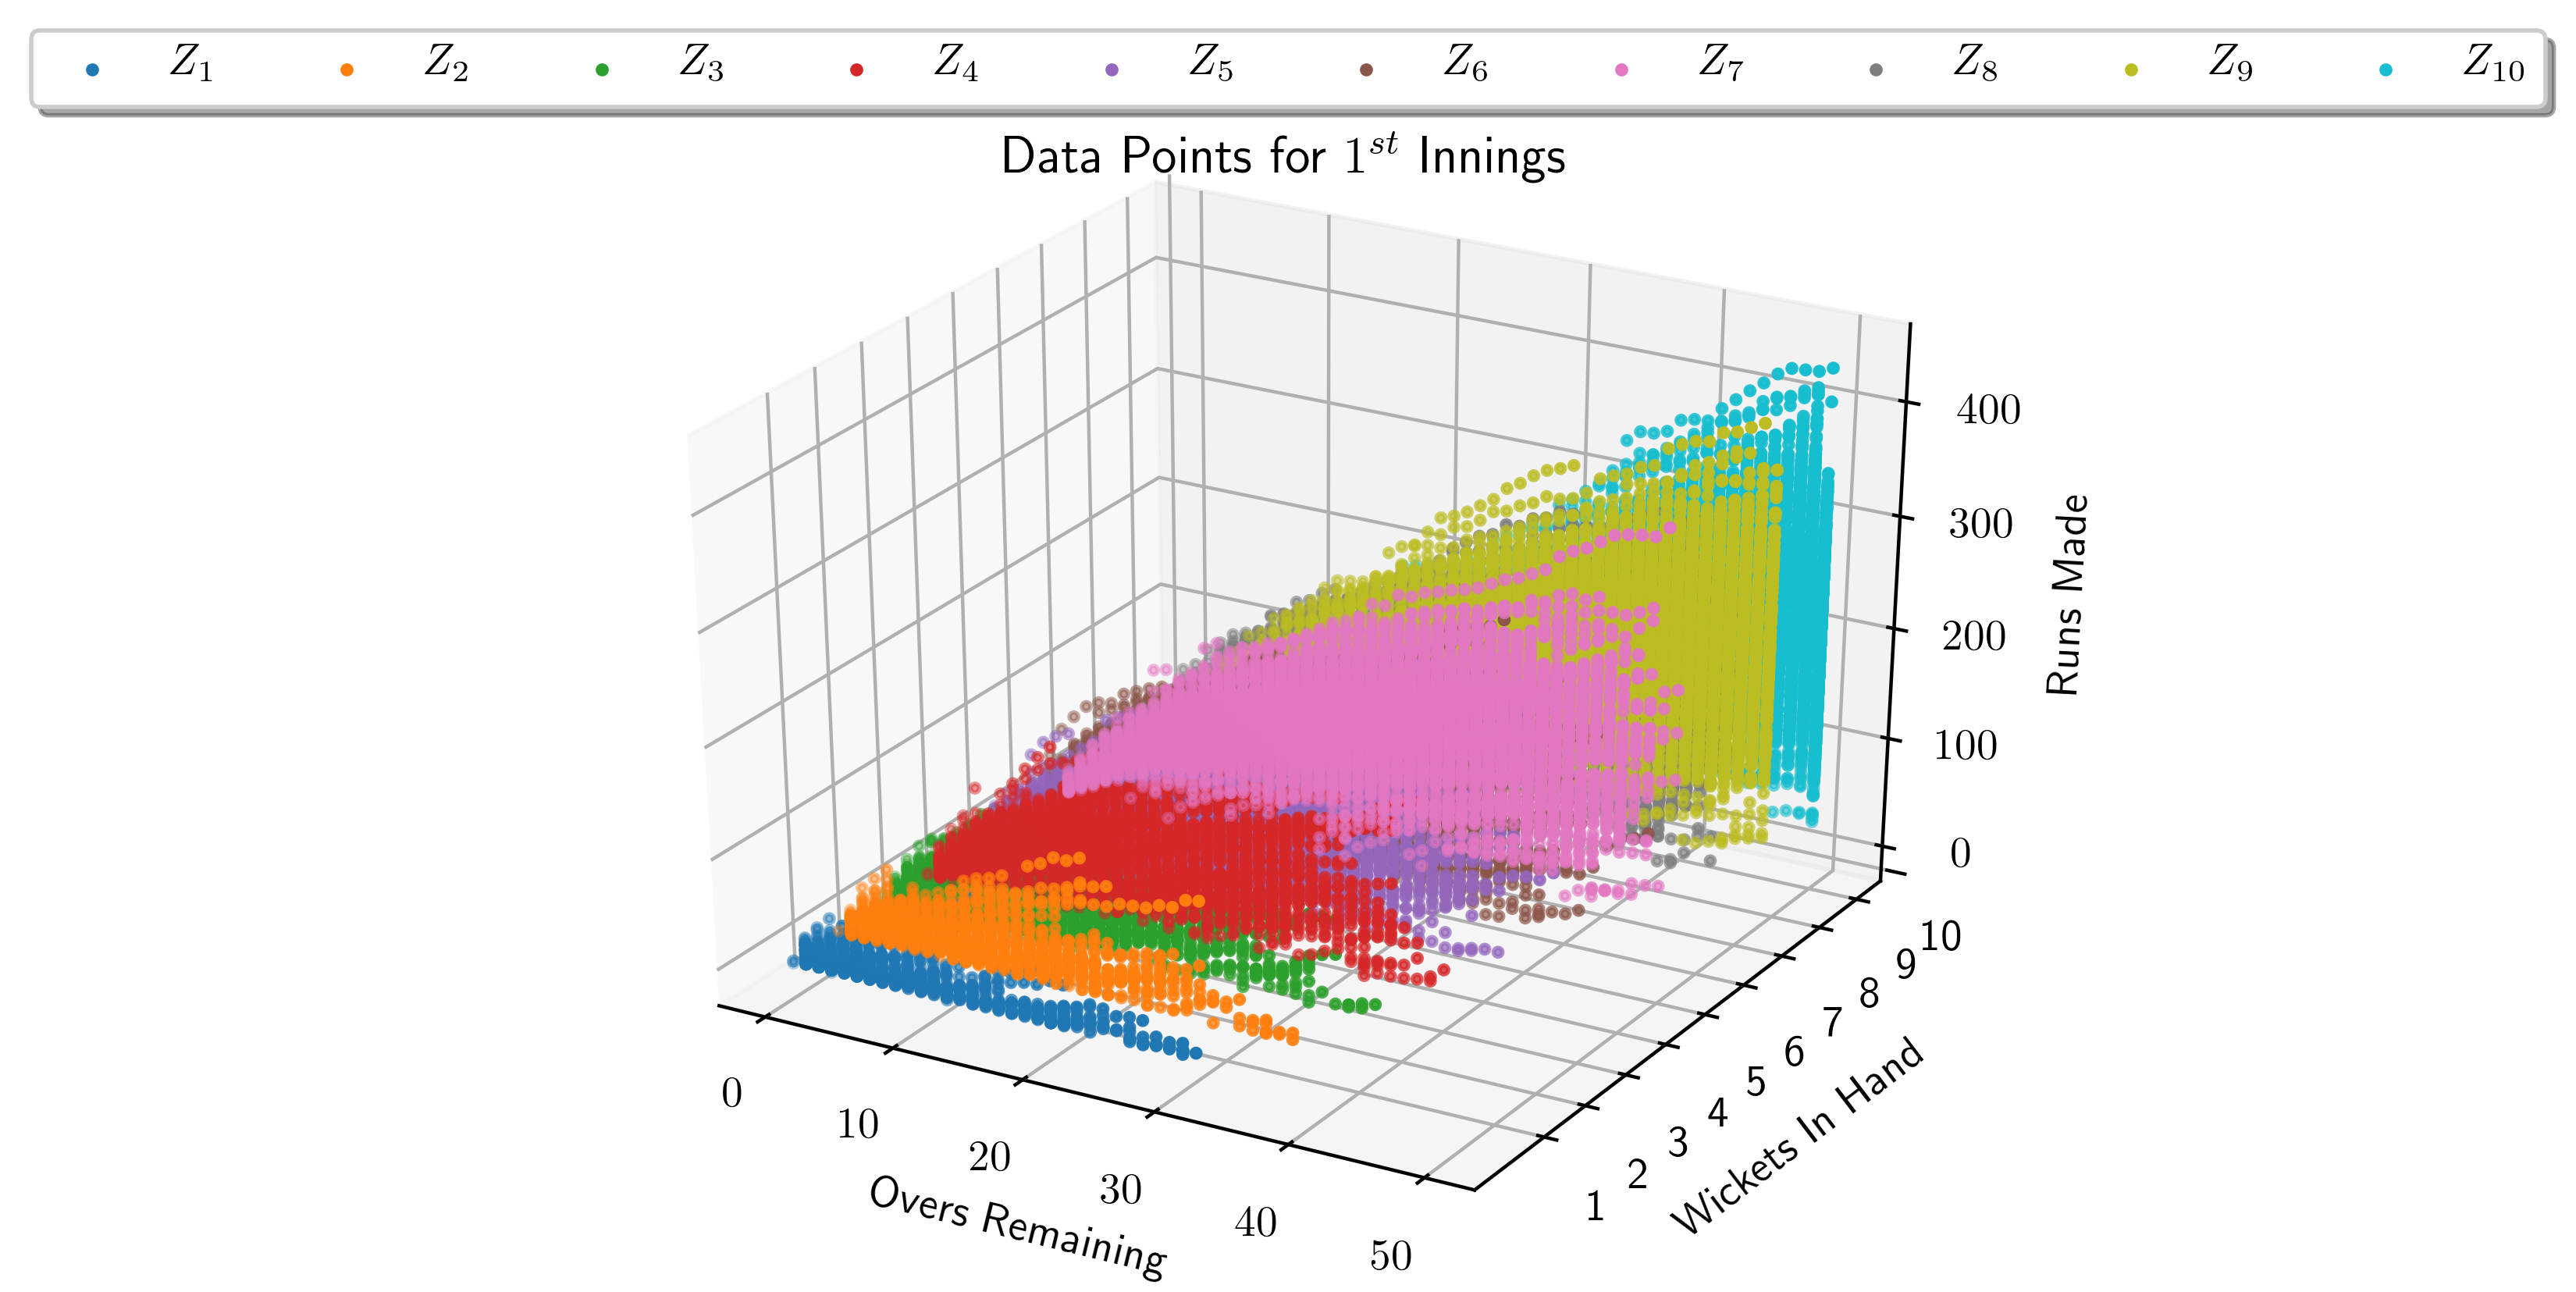 Z₁ Z₂ Z₃ Z₄ Z₅ Z₆ Z₇ Z₈ Z₉ Z₁₀
Data Points for 1ˢᵗ Innings
400
300
200
100
0
Runs Made
0 10 20 30 40 50
Overs Remaining
1 2 3 4 5 6 7 8 9 10
Wickets In Hand